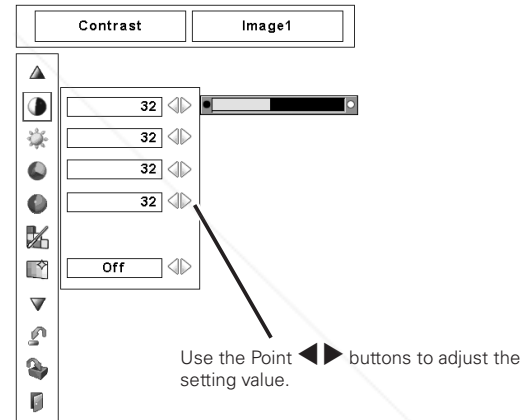 Contrast
Image1
32
32
32
32
Off
Use the Point ◀▶ buttons to adjust the
setting value.